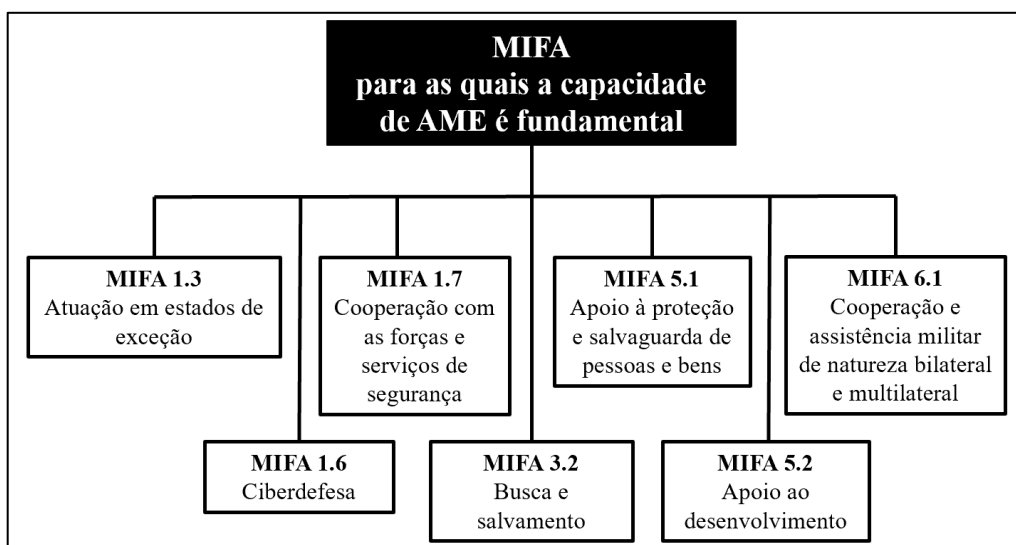 MIFA
para as quais a capacidade
de AME é fundamental
MIFA 1.3
Atuação em estados de
exceção
MIFA 1.7
Cooperação com
as forças e
serviços de
segurança
MIFA 5.1
Apoio à proteção
e salvaguarda de
pessoas e bens
MIFA 6.1
Cooperação e
assistência militar
de natureza bilateral
e multilateral
MIFA 1.6
Ciberdefesa
MIFA 3.2
Busca e
salvamento
MIFA 5.2
Apoio ao
desenvolvimento